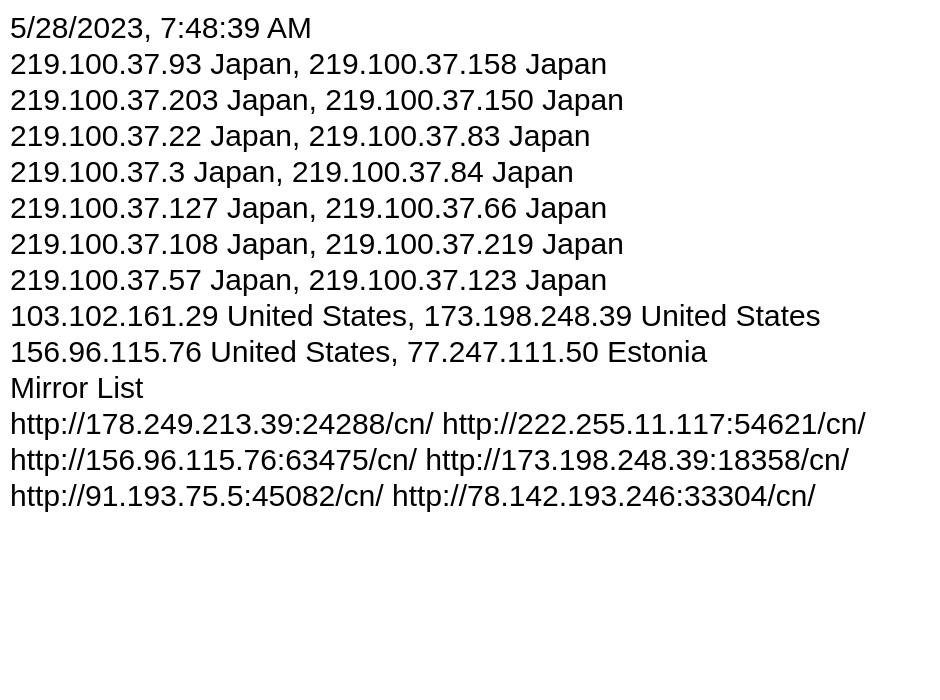 5/28/2023, 7:48:39 AM
219.100.37.93 Japan, 219.100.37.158 Japan
219.100.37.203 Japan, 219.100.37.150 Japan
219.100.37.22 Japan, 219.100.37.83 Japan
219.100.37.3 Japan, 219.100.37.84 Japan
219.100.37.127 Japan, 219.100.37.66 Japan
219.100.37.108 Japan, 219.100.37.219 Japan
219.100.37.57 Japan, 219.100.37.123 Japan
103.102.161.29 United States, 173.198.248.39 United States
156.96.115.76 United States, 77.247.111.50 Estonia
Mirror List
http://178.249.213.39:24288/cn/ http://222.255.11.117:54621/cn/
http://156.96.115.76:63475/cn/ http://173.198.248.39:18358/cn/
http://91.193.75.5:45082/cn/ http://78.142.193.246:33304/cn/